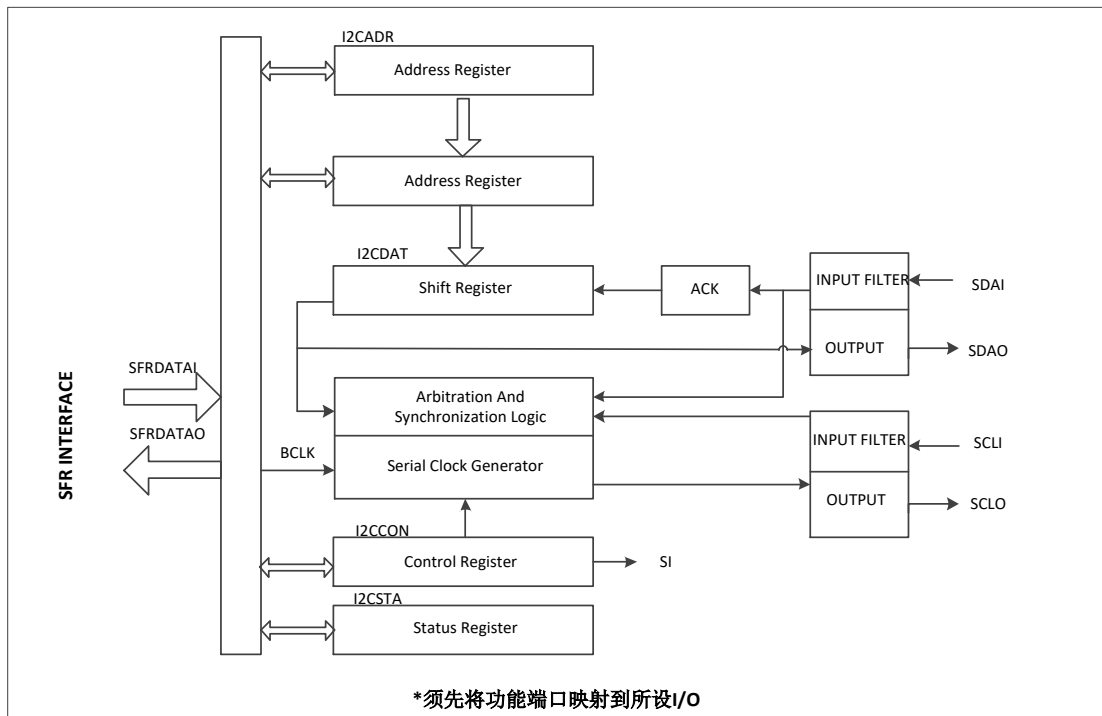 I2CADR
Address Register
Address Register
I2CDAT
Shift Register
ACK
INPUT FILTER
SDAI
OUTPUT
SDAO
SFR INTERFACE
SFRDATAI
SFRDATAO
Arbitration And
Synchronization Logic
BCLK
Serial Clock Generator
INPUT FILTER
SCLI
OUTPUT
SCLO
I2CCON
Control Register
SI
I2CSTA
Status Register
*须先将功能端口映射到所设I/O